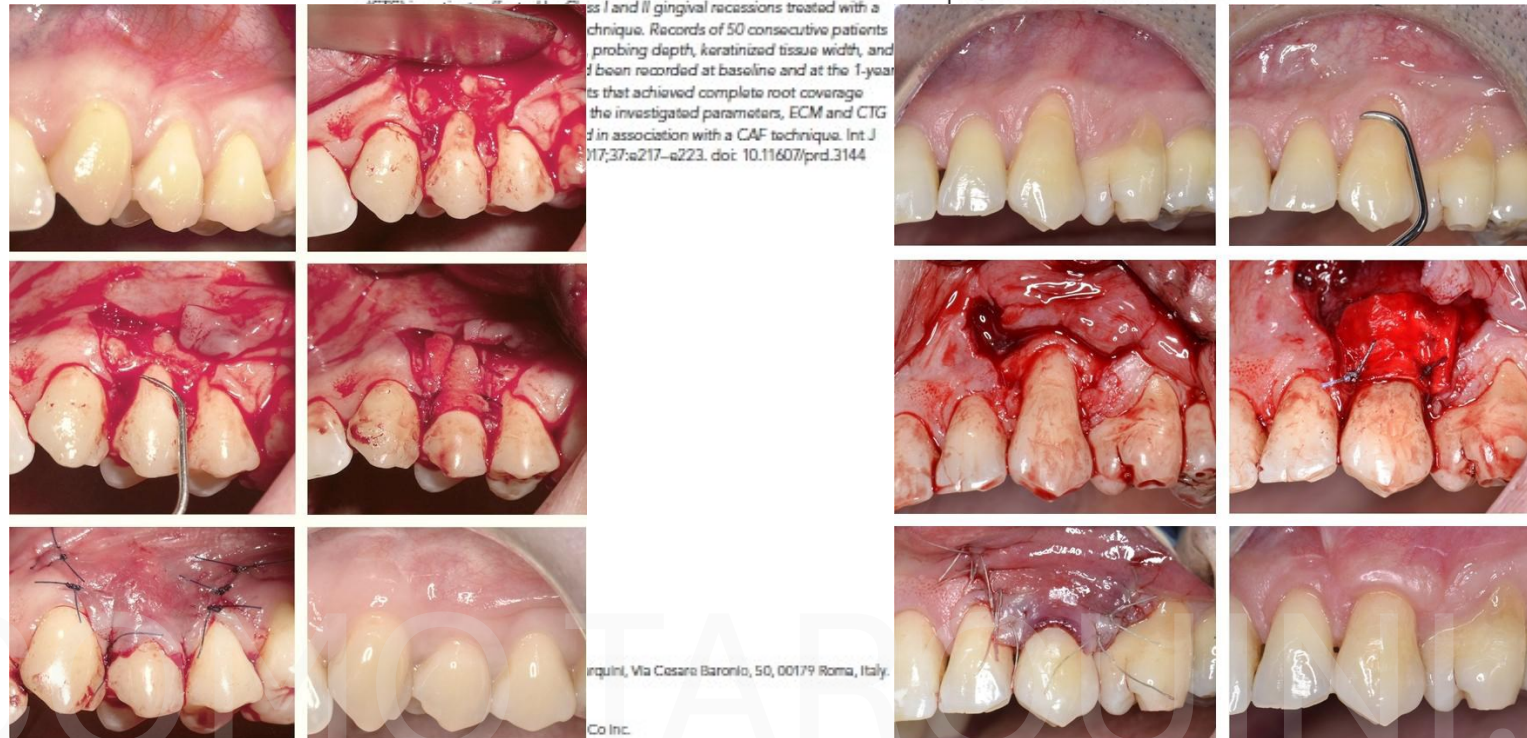 ss I and II gingival recessions treated with a
chnique. Records of 50 consecutive patients
probing depth, keratinized tissue width, and
d been recorded at baseline and at the 1-year
ts that achieved complete root coverage
the investigated parameters, ECM and CTG
d in association with a CAF technique. Int J
017;37:e217–e223. doi: 10.11607/prd.3144
rquini, Via Cesare Baronio, 50, 00179 Roma, Italy.
Co Inc.
COMO TARQUINI.